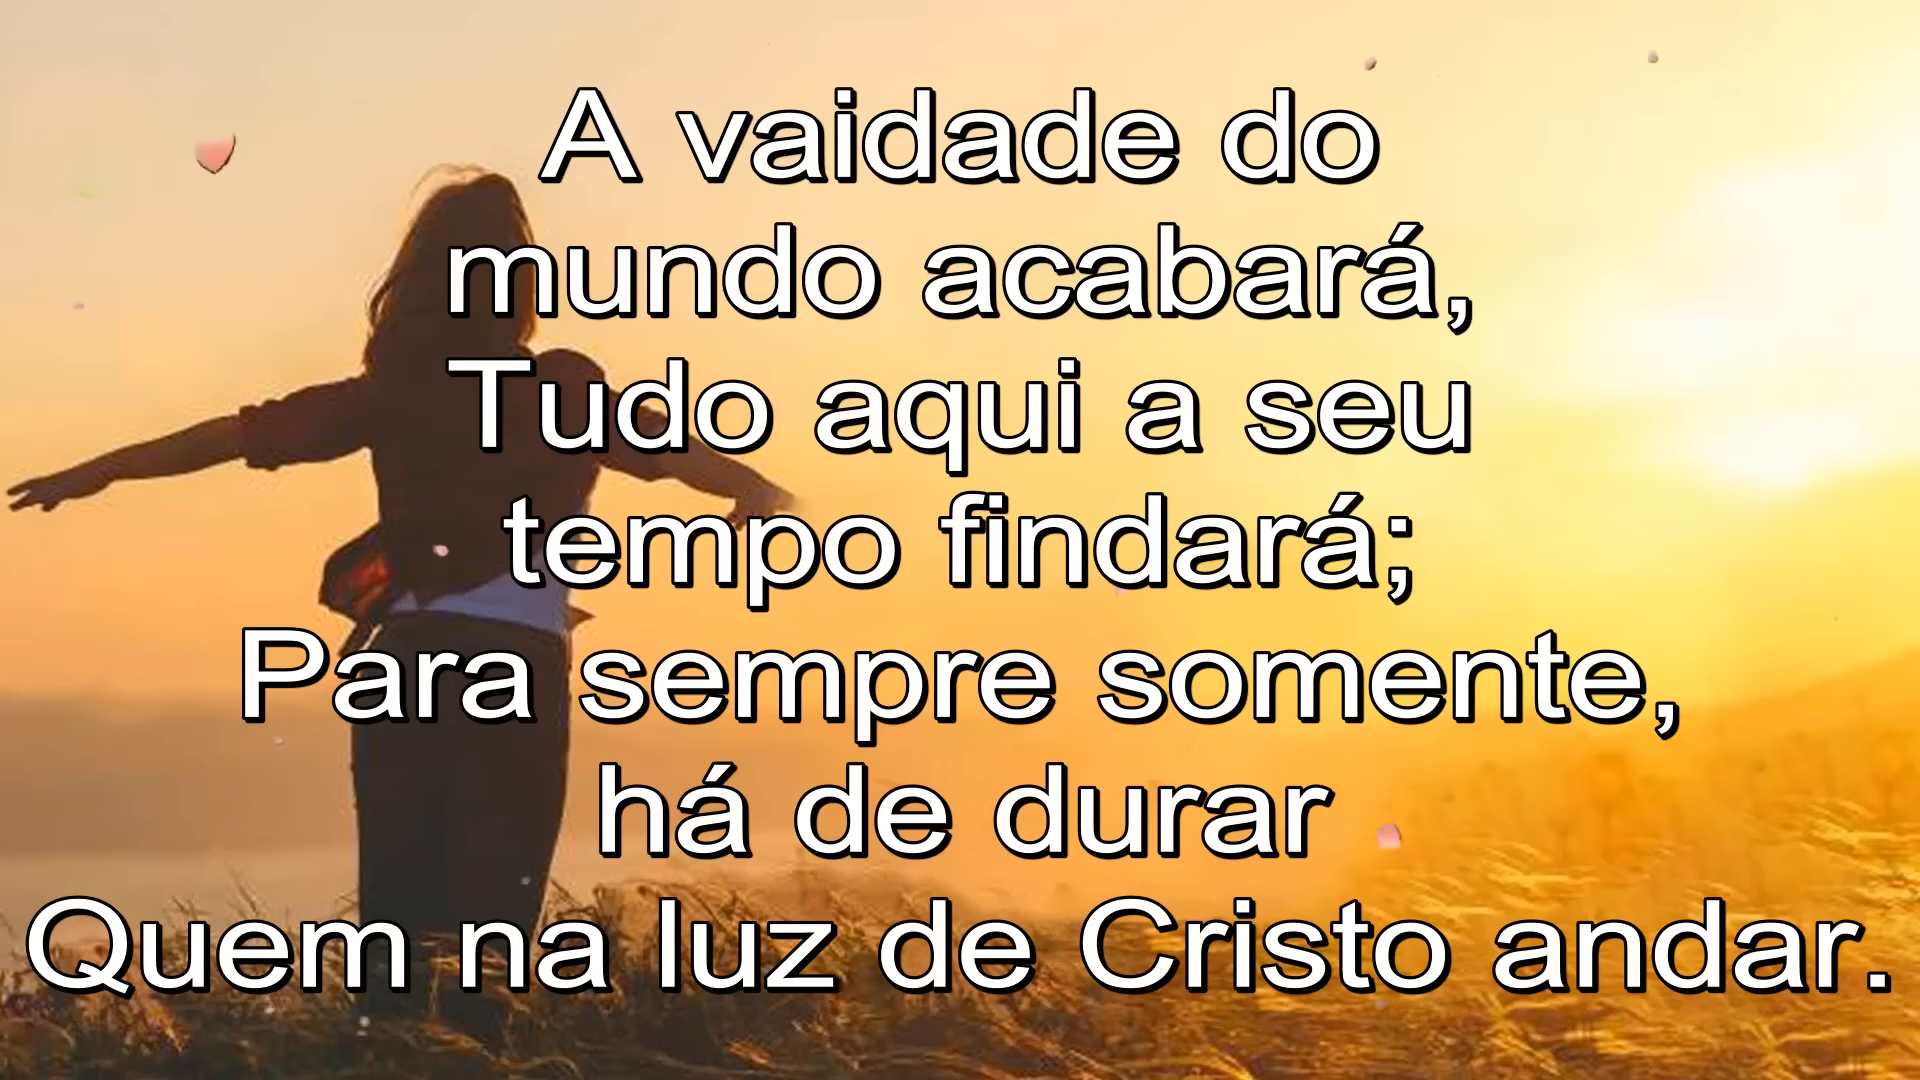 A vaidade do
mundo acabará,
Tudo aqui a seu
tempo findará;
Para sempre somente,
há de durar
Quem na luz de Cristo andar.